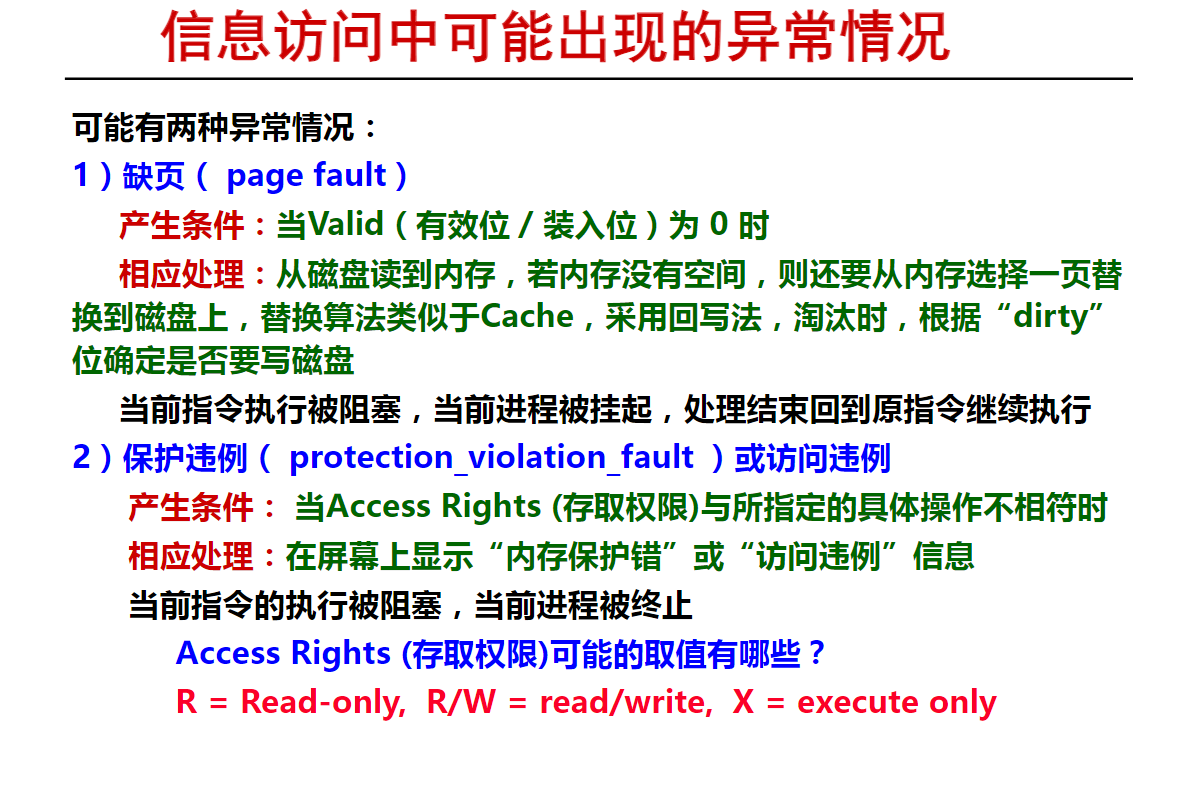 信息访问中可能出现的异常情况
可能有两种异常情况：
1）缺页（ page fault）
产生条件：当Valid（有效位 / 装入位）为 0 时
相应处理：从磁盘读到内存，若内存没有空间，则还要从内存选择一页替
换到磁盘上，替换算法类似于Cache，采用回写法，淘汰时，根据“dirty”
位确定是否要写磁盘
当前指令执行被阻塞，当前进程被挂起，处理结束回到原指令继续执行
2）保护违例（ protection_violation_fault ）或访问违例
产生条件： 当Access Rights (存取权限)与所指定的具体操作不相符时
相应处理：在屏幕上显示“内存保护错”或“访问违例”信息
当前指令的执行被阻塞，当前进程被终止
Access Rights (存取权限)可能的取值有哪些？
R = Read-only, R/W = read/write, X = execute only